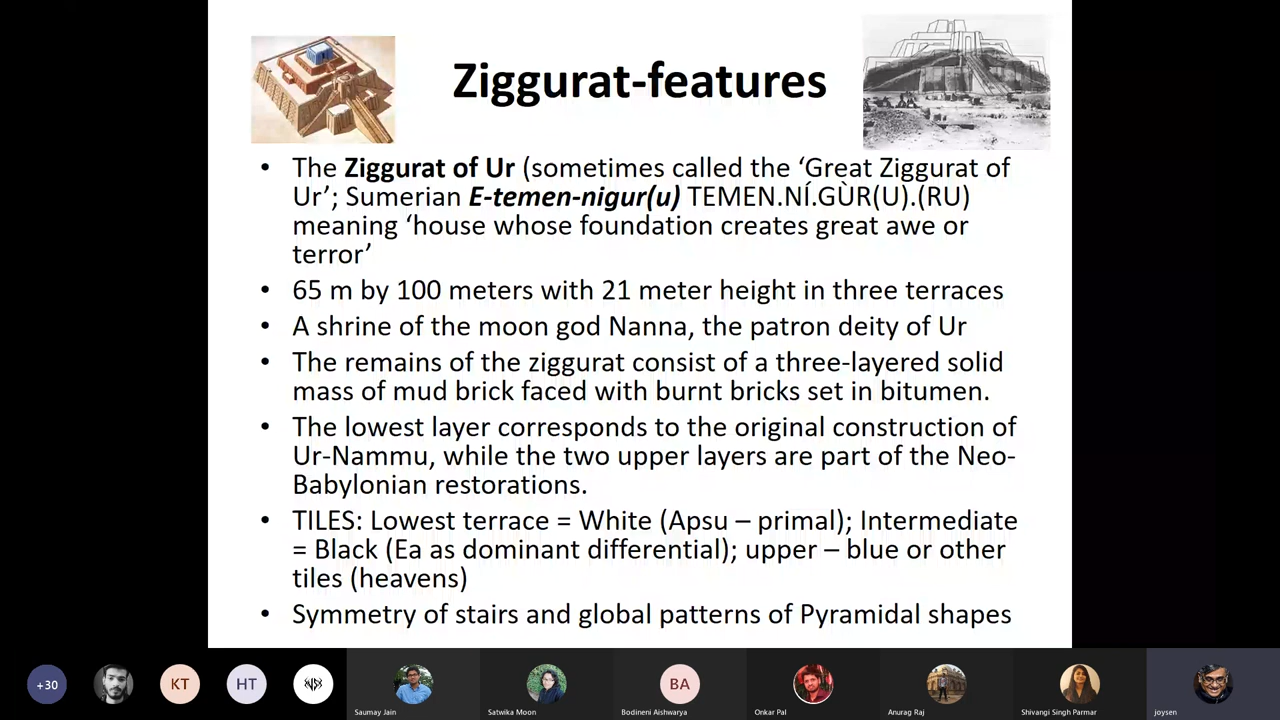 Ziggurat-features
• The Ziggurat of Ur (sometimes called the ‘Great Ziggurat of
Ur’; Sumerian E-temen-nigur(u) TEMEN.NÍ.GÙR(U).(RU)
meaning ‘house whose foundation creates great awe or
terror’
• 65 m by 100 meters with 21 meter height in three terraces
• A shrine of the moon god Nanna, the patron deity of Ur
• The remains of the ziggurat consist of a three-layered solid
mass of mud brick faced with burnt bricks set in bitumen.
• The lowest layer corresponds to the original construction of
Ur-Nammu, while the two upper layers are part of the Neo-
Babylonian restorations.
• TILES: Lowest terrace = White (Apsu – primal); Intermediate
= Black (Ea as dominant differential); upper – blue or other
tiles (heavens)
• Symmetry of stairs and global patterns of Pyramidal shapes
+30
KT
HT
BA
Saumay Jain
Satwika Moon
Bodineni Aishwarya
Onkar Pal
Anurag Raj
Shivangi Singh Parmar
joysen